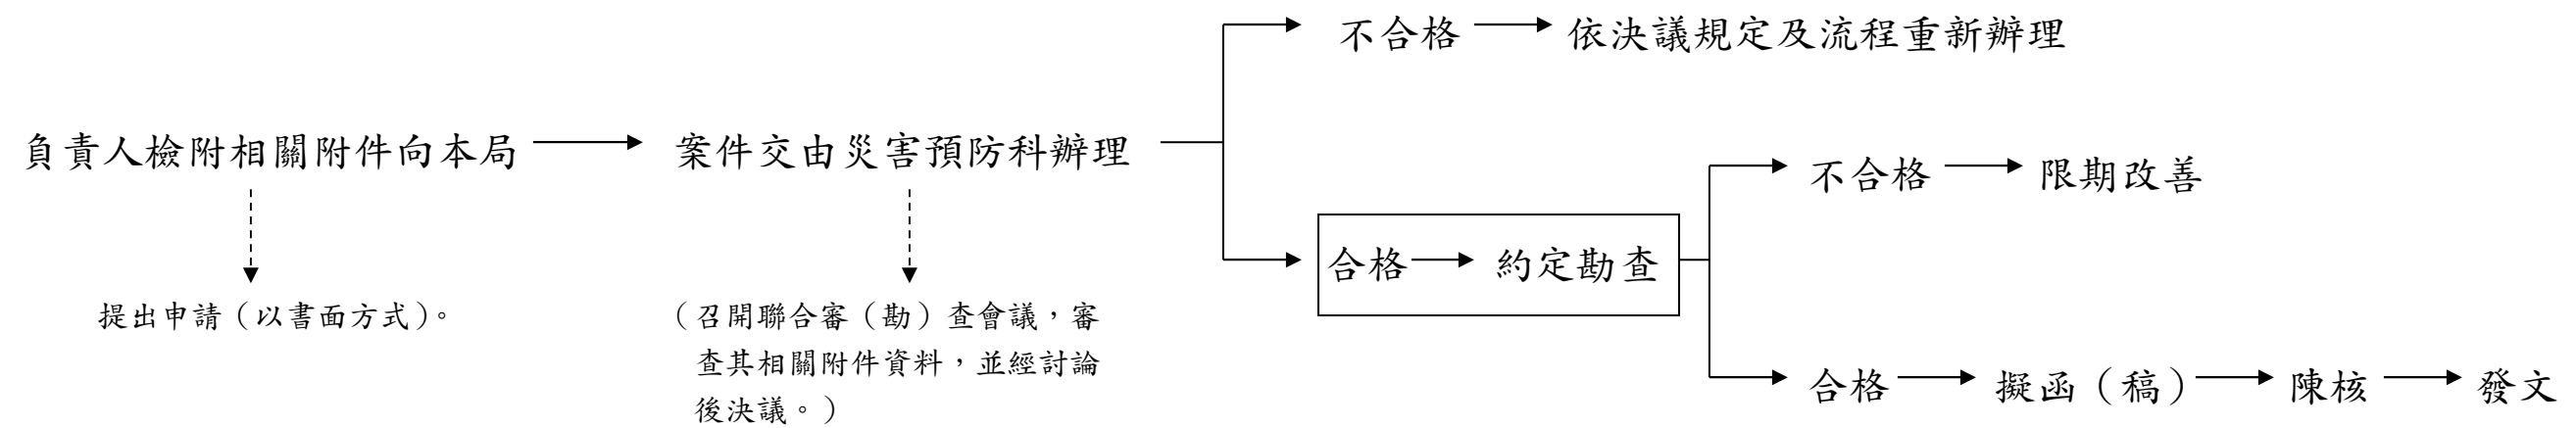 不合格
依決議規定及流程重新辦理
負責人檢附相關附件向本局
案件交由災害預防科辦理
不合格
限期改善
合格
約定勘查
提出申請（以書面方式）。
（召開聯合審（勘）查會議，審
查其相關附件資料，並經討論
後決議。）
合格
擬函（稿）
陳核
發文